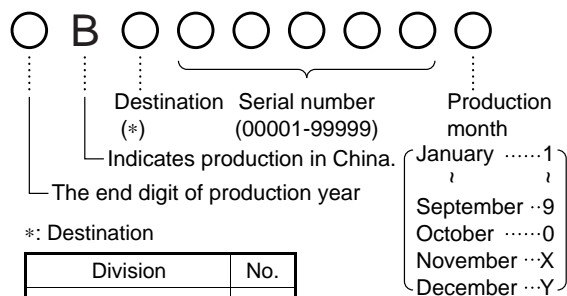 B
Destination Serial number Production
(*) (00001-99999) month
Indicates production in China.
January ······1
The end digit of production year
≀ ≀
September ··9
*: Destination
October ······0
November ···X
Division No.
December ···Y